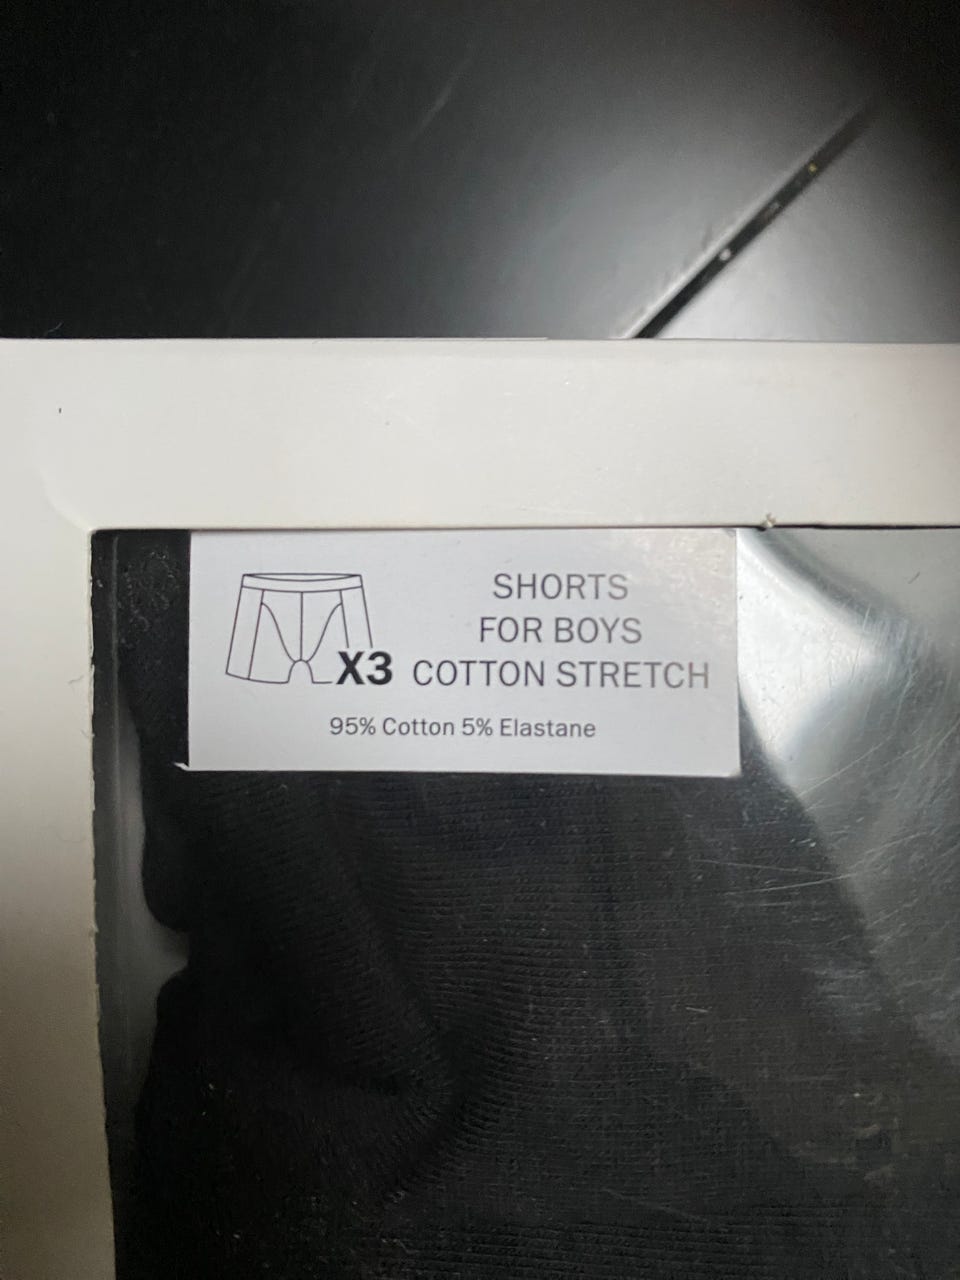 SHORTS
FOR BOYS
X3 COTTON STRETCH
95% Cotton 5% Elastane